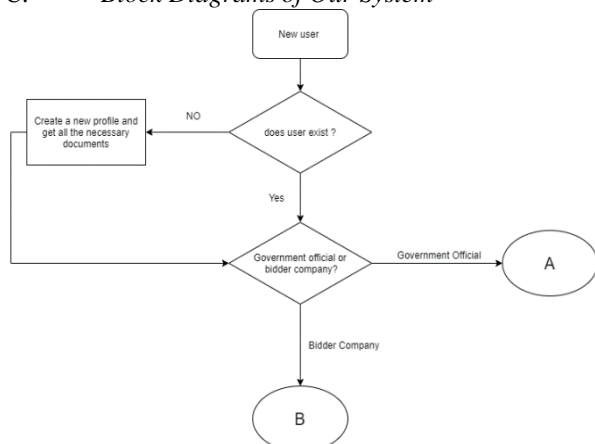 C. Block Diagrams of Our System
New user
does user exist ?
NO
Create a new profile and
get all the necessary
documents
Yes
Government official or
bidder company?
Government Official
A
Bidder Company
B